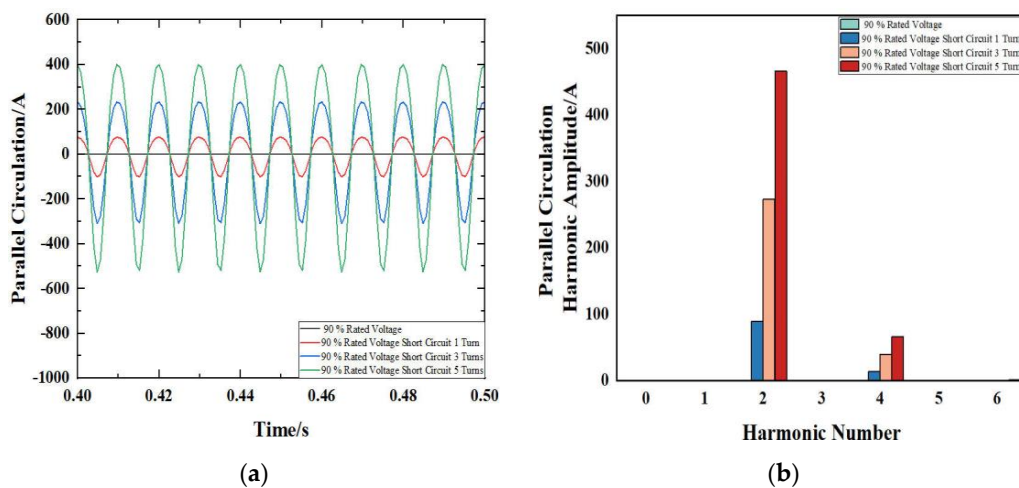 (a)
600
400
200
0
-200
-400
-600
-800
-1000
Parallel Circulation/A
90 % Rated Voltage
90 % Rated Voltage Short Circuit 1 Turn
90 % Rated Voltage Short Circuit 3 Turns
90 % Rated Voltage Short Circuit 5 Turns
0.40 0.42 0.44 0.46 0.48 0.50
Time/s
(a)
(b)
500
400
300
200
100
0
Parallel Circulation
Harmonic Amplitude/A
90 % Rated Voltage
90 % Rated Voltage Short Circuit 1 Turn
90 % Rated Voltage Short Circuit 3 Turn
90 % Rated Voltage Short Circuit 5 Turn
0 1 2 3 4 5 6
Harmonic Number
(b)